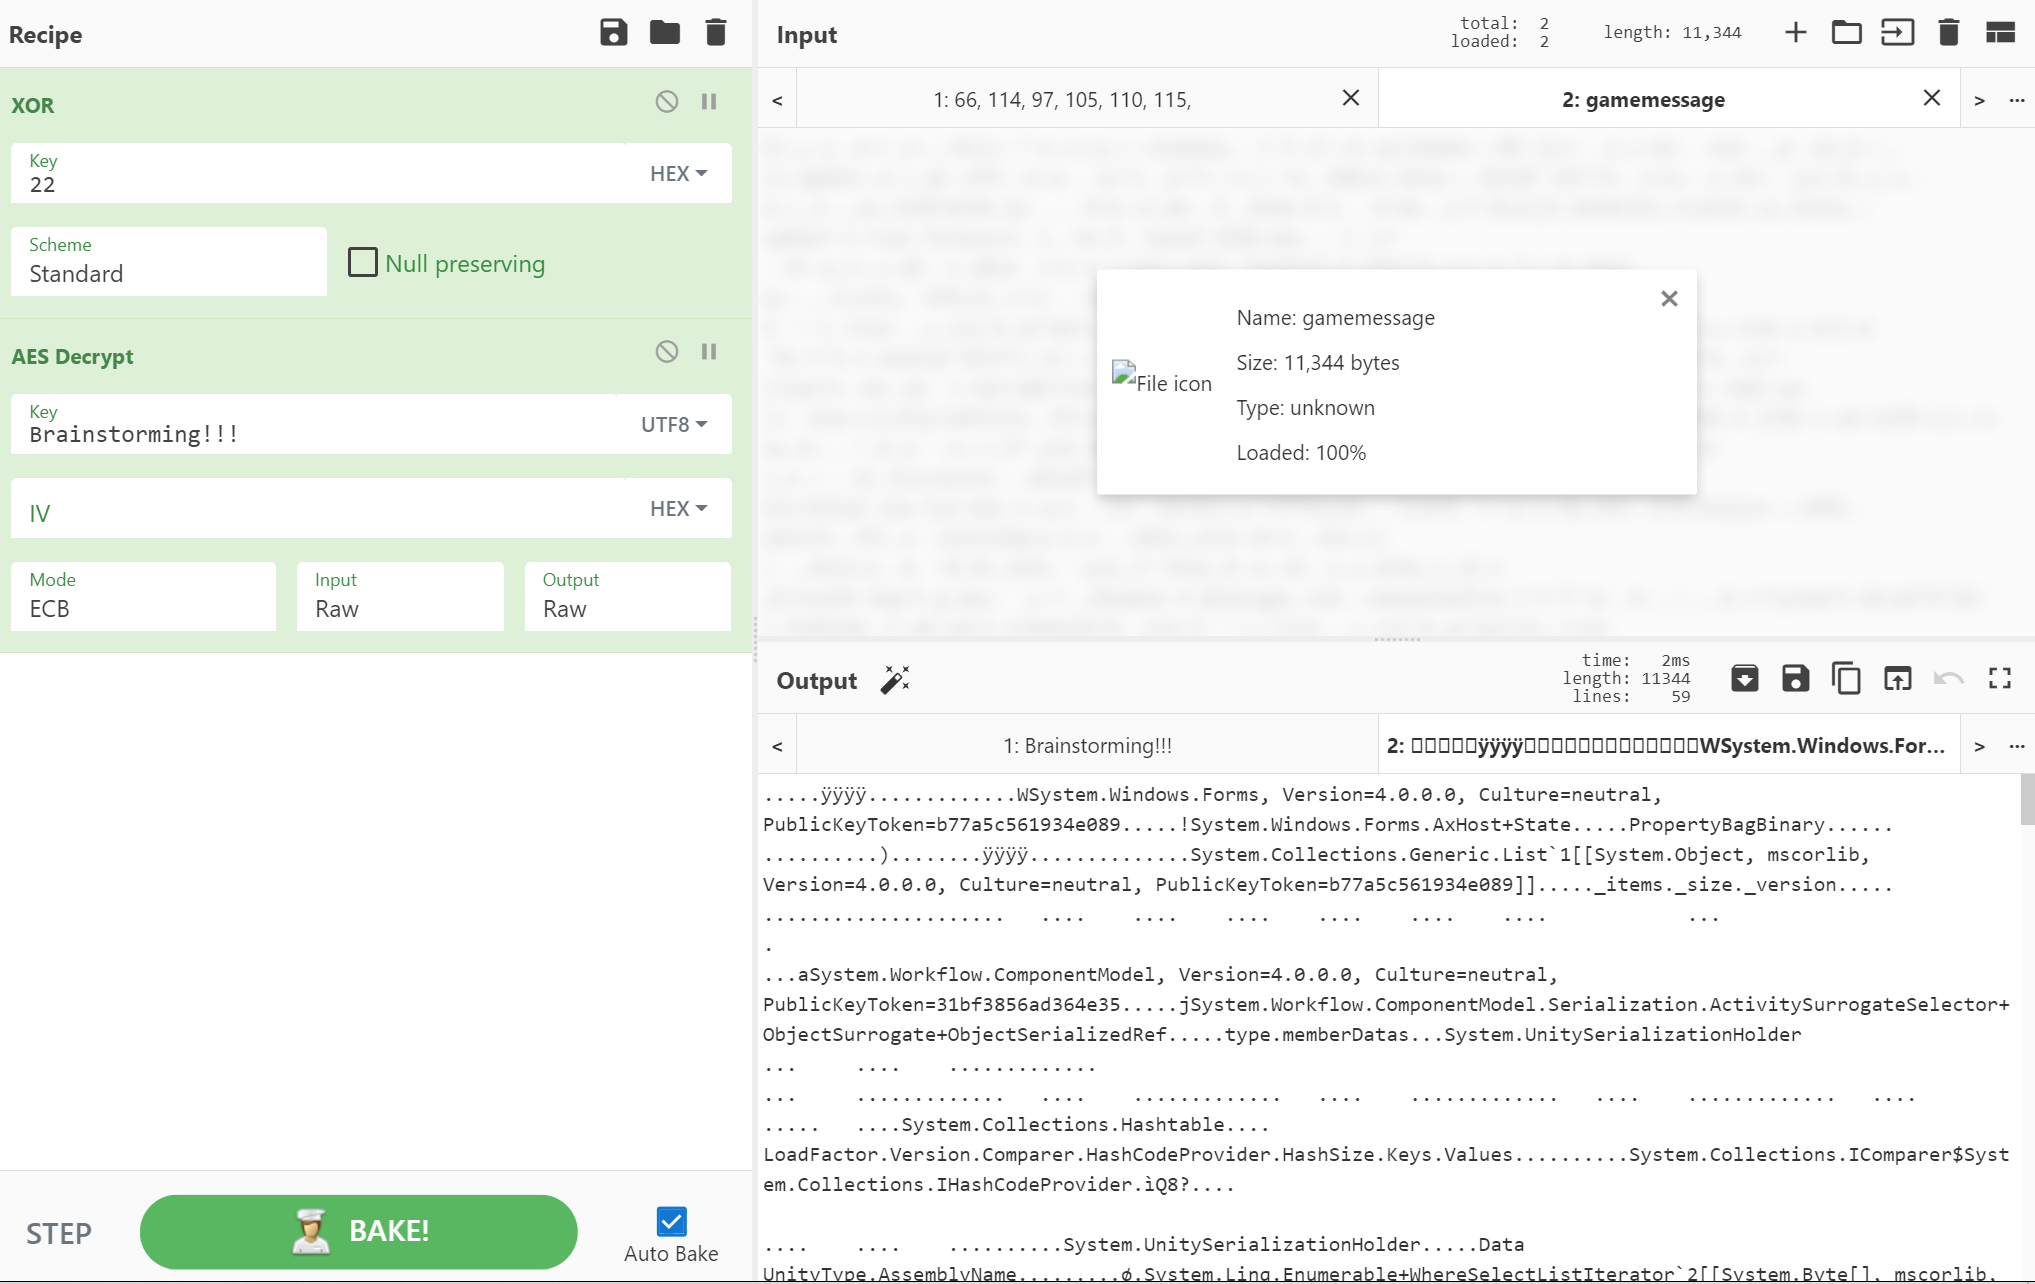 Recipe
XOR
Key
22
HEX
Scheme
Standard
Null preserving
AES Decrypt
Key
Brainstorming!!!
UTF8
IV
HEX
Mode
ECB
Input
Raw
Output
Raw
STEP
BAKE!
Auto Bake
Input
total: 2
loaded: 2
length: 11,344
< 1: 66, 114, 97, 105, 110, 115,
2: gamemessage > ...
Name: gamemessage
Size: 11,344 bytes
File icon
Type: unknown
Loaded: 100%
Output
time: 2ms
length: 11344
lines: 59
< 1: Brainstorming!!!
2: □□□□□ÿÿÿÿ□□□□□□□□□□□□□WSystem.Windows.For... > ...
.....ÿÿÿÿ.............WSystem.Windows.Forms, Version=4.0.0.0, Culture=neutral,
PublicKeyToken=b77a5c561934e089.....!System.Windows.Forms.AxHost+State.....PropertyBagBinary......
..........)........ÿÿÿÿ..............System.Collections.Generic.List`1[[System.Object, mscorlib,
Version=4.0.0.0, Culture=neutral, PublicKeyToken=b77a5c561934e089]]....._items._size._version.....
..................... .... .... .... .... .... .... ...
.
...aSystem.Workflow.ComponentModel, Version=4.0.0.0, Culture=neutral,
PublicKeyToken=31bf3856ad364e35.....jSystem.Workflow.ComponentModel.Serialization.ActivitySurrogateSelector+
ObjectSurrogate+ObjectSerializedRef.....type.memberDatas...System.UnitySerializationHolder
... .... .............
... ............. .... ............. .... ............. .... ............. ....
..... ....System.Collections.Hashtable....
LoadFactor.Version.Comparer.HashCodeProvider.HashSize.Keys.Values..........System.Collections.IComparer$Syst
em.Collections.IHashCodeProvider.ìQ8?....
.... .... ..........System.UnitySerializationHolder.....Data
UnityType.AssemblyName.........ø.System.Linq.Enumerable+WhereSelectListIterator`2[[System.Byte[], mscorlib,